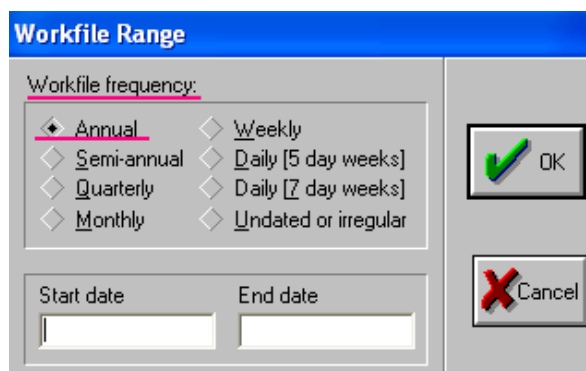 Workfile Range
Workfile frequency:
Annual
Semi-annual
Quarterly
Monthly
Weekly
Daily [5 day weeks]
Daily [7 day weeks]
Undated or irregular
Start date
End date
OK
Cancel